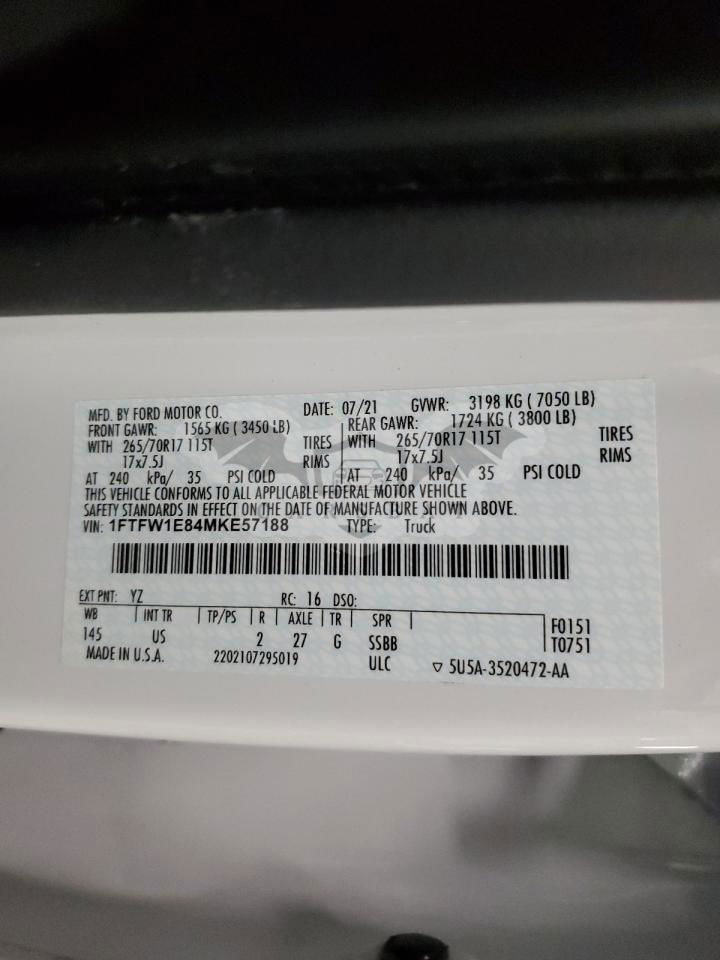 MFD. BY FORD MOTOR CO. DATE: 07/21 GVWR: 3198 KG ( 7050 LB)
FRONT GAWR: 1565 KG ( 3450 LB) REAR GAWR: 1724 KG ( 3800 LB)
WITH 265/70R17 115T TIRES WITH 265/70R17 115T TIRES
17x7.5J RIMS 17x7.5J RIMS
AT 240 kPa/ 35 PSI COLD AT 240 kPa/ 35 PSI COLD
THIS VEHICLE CONFORMS TO ALL APPLICABLE FEDERAL MOTOR VEHICLE
SAFETY STANDARDS IN EFFECT ON THE DATE OF MANUFACTURE SHOWN ABOVE.
VIN: 1FTFW1E84MKE57188 TYPE: Truck
EXT PNT: YZ RC: 16 DSO:
WB INT TR TP/PS R AXLE TR SPR F0151
145 US 2 27 G SSBB T0751
MADE IN U.S.A. 2202107295019 ULC ▽ 5U5A-3520472-AA